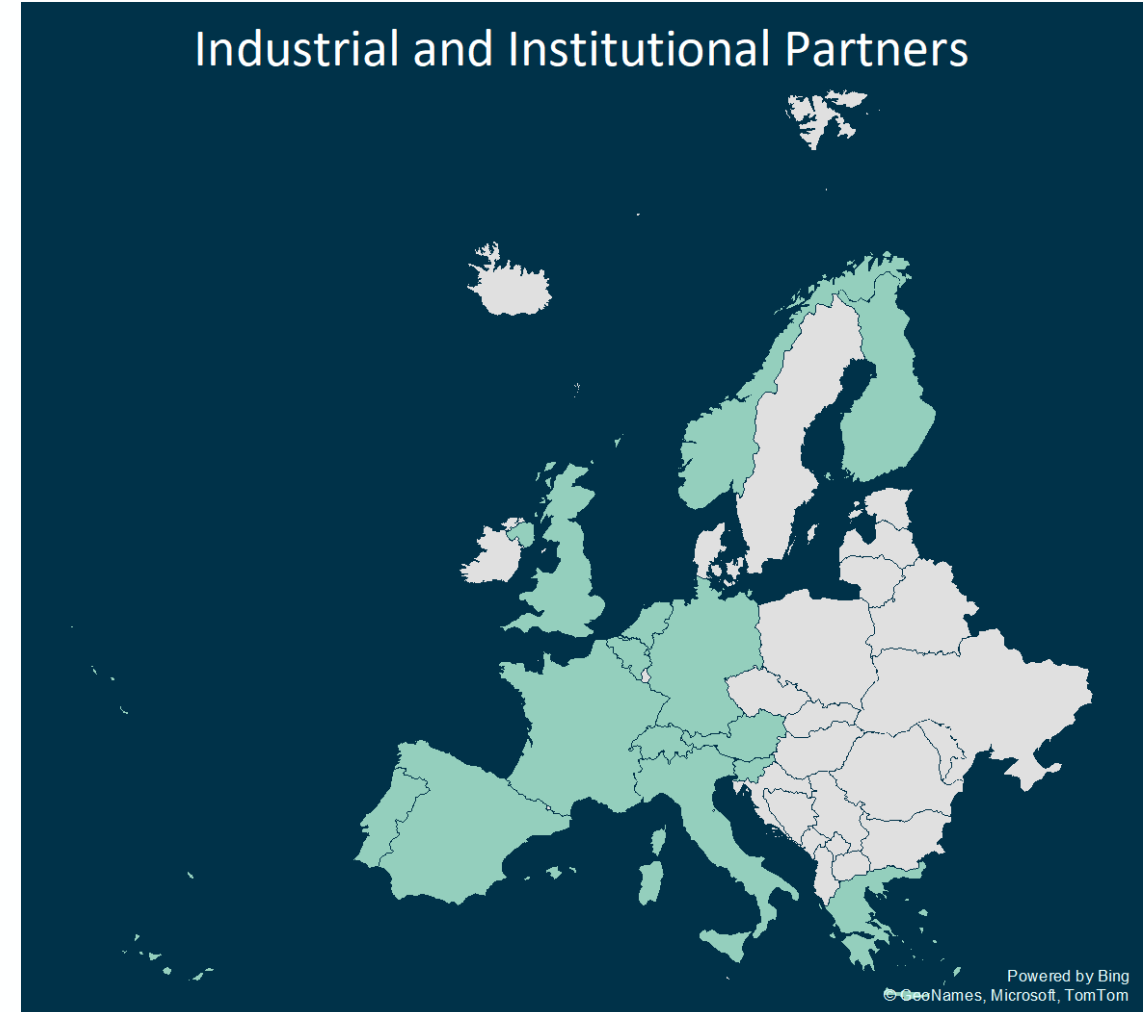 Industrial and Institutional Partners
Powered by Bing
© GeoNames, Microsoft, TomTom